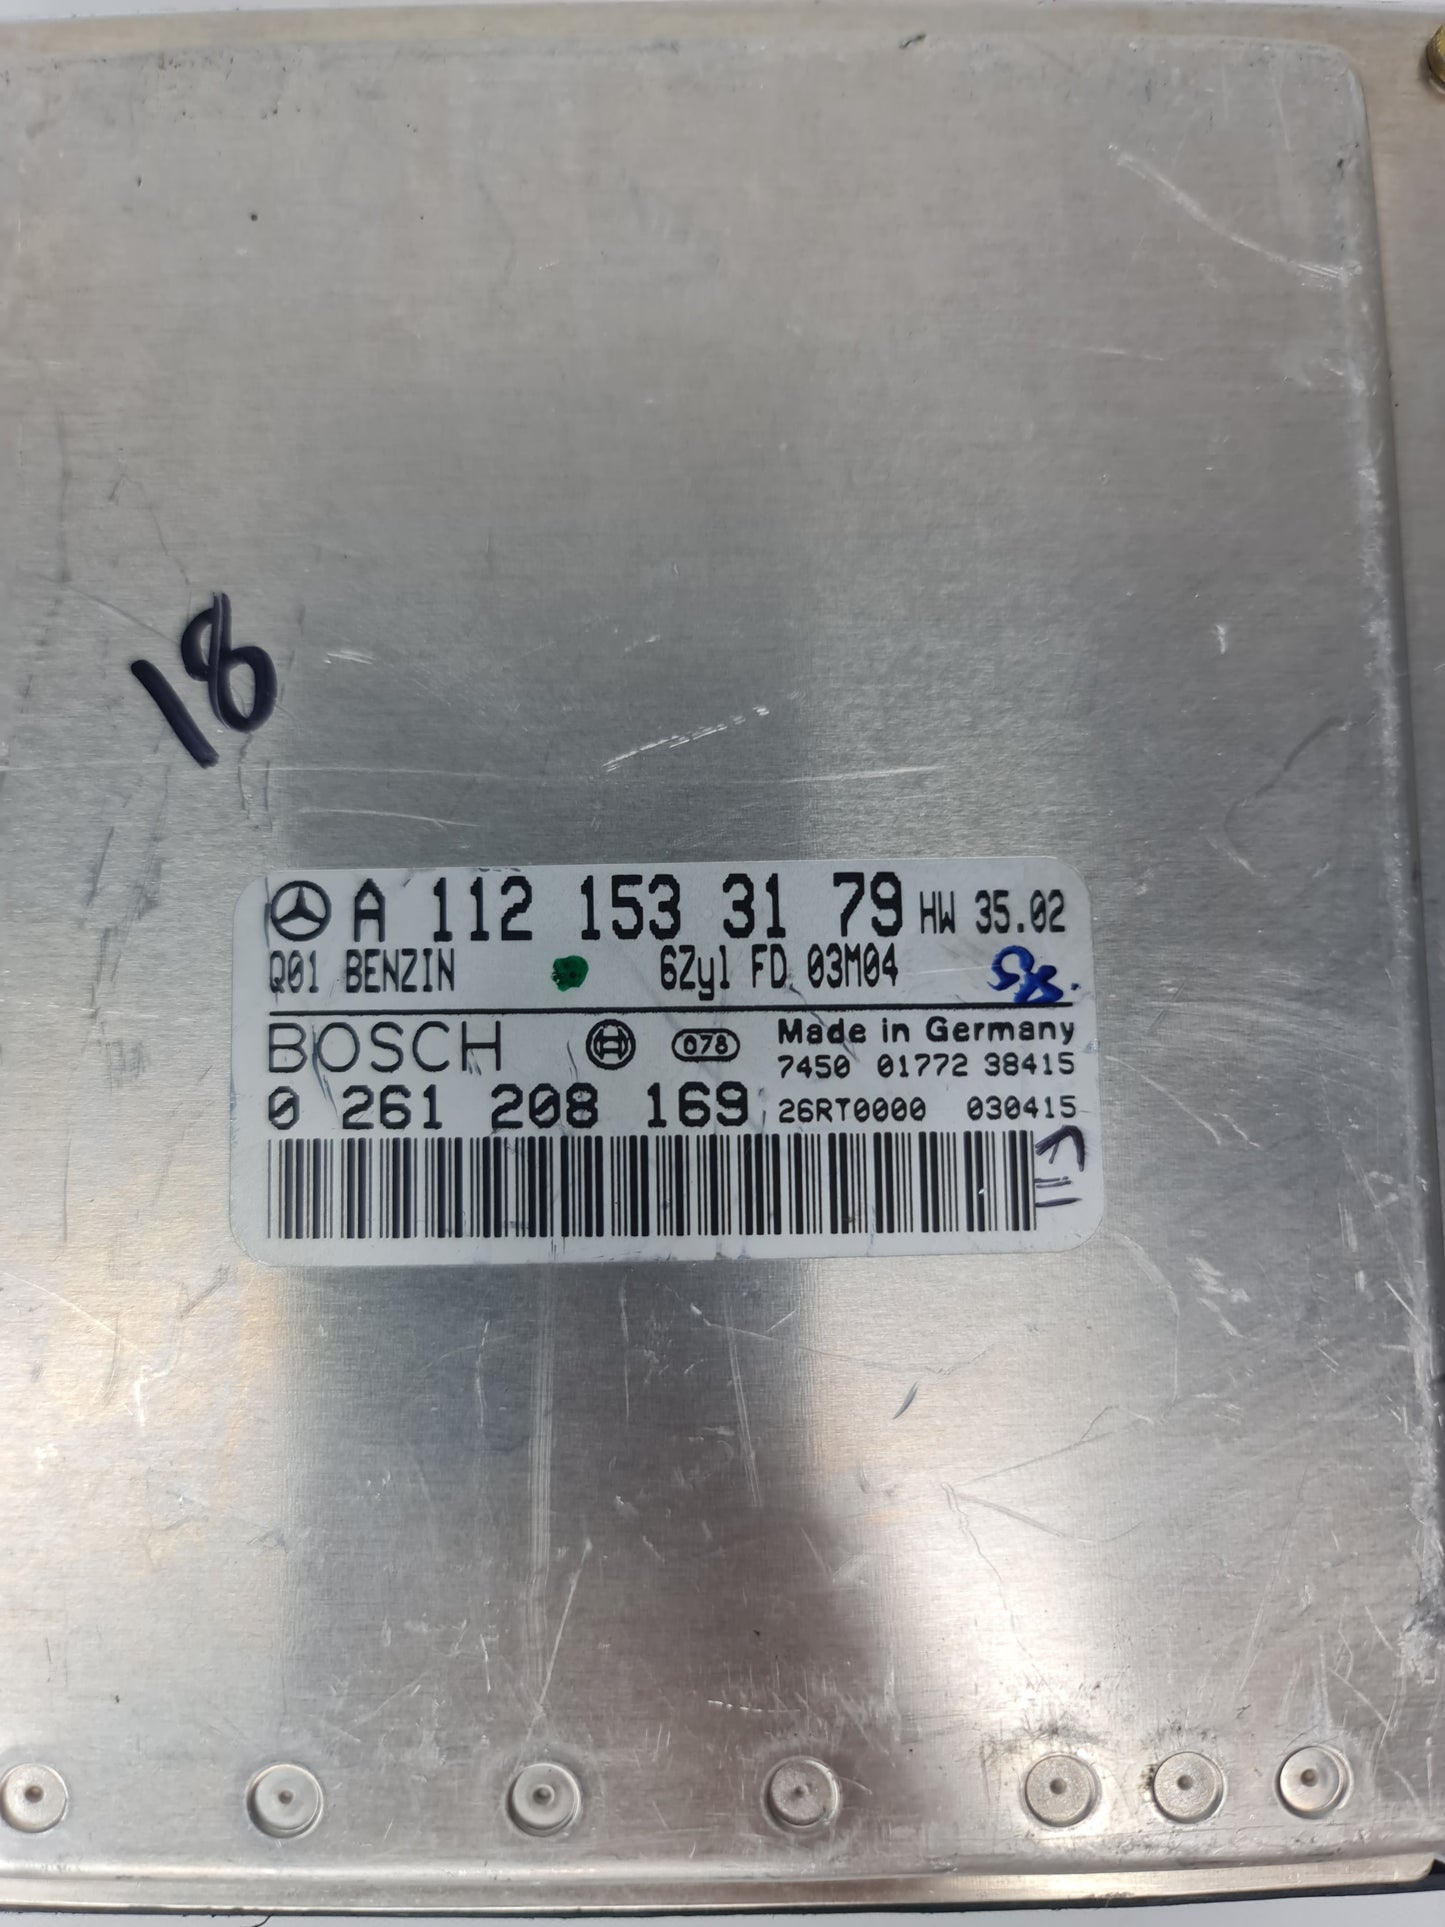 18
A 112 153 31 79 HW 35.02
Q01 BENZIN 6Zyl FD 03M04
BOSCH 078 Made in Germany
7450 01772 38415
0 261 208 169 26RT0000 030415